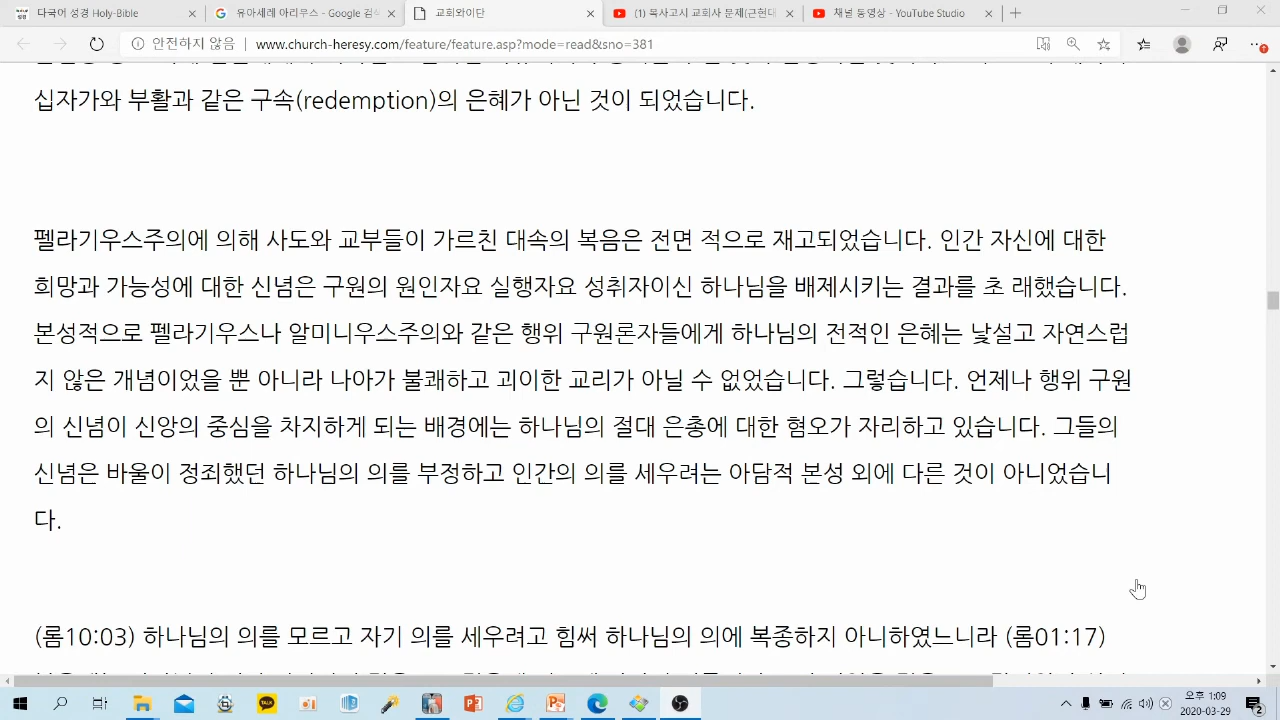 다국어 성경 Holy-Bible
유아세레 아리우스 - Google 검색
교회와이단
(1) 목사고시 교회사 문제(근현대
채널 동영상 - YouTube Studio
안전하지 않음
www.church-heresy.com/feature/feature.asp?mode=read&sno=381
십자가와 부활과 같은 구속(redemption)의 은혜가 아닌 것이 되었습니다.
펠라기우스주의에 의해 사도와 교부들이 가르친 대속의 복음은 전면 적으로 재고되었습니다. 인간 자신에 대한
희망과 가능성에 대한 신념은 구원의 원인자요 실행자요 성취자이신 하나님을 배제시키는 결과를 초 래했습니다.
본성적으로 펠라기우스나 알미니우스주의와 같은 행위 구원론자들에게 하나님의 전적인 은혜는 낯설고 자연스럽
지 않은 개념이었을 뿐 아니라 나아가 불쾌하고 괴이한 교리가 아닐 수 없었습니다. 그렇습니다. 언제나 행위 구원
의 신념이 신앙의 중심을 차지하게 되는 배경에는 하나님의 절대 은총에 대한 혐오가 자리하고 있습니다. 그들의
신념은 바울이 정죄했던 하나님의 의를 부정하고 인간의 의를 세우려는 아담적 본성 외에 다른 것이 아니었습니
다.
(롬10:03) 하나님의 의를 모르고 자기 의를 세우려고 힘써 하나님의 의에 복종하지 아니하였느니라 (롬01:17)
오후 1:09
2020-03-29